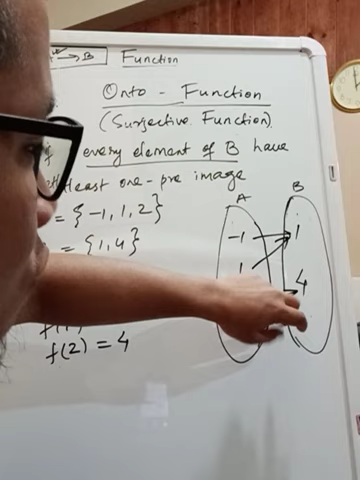 → B Function
Onto - Function
(Surjective Function)
if every element of B have
least one-pre image
= {-1, 1, 2}
= {1, 4}
f(2) = 4
A B
-1 1
1 4